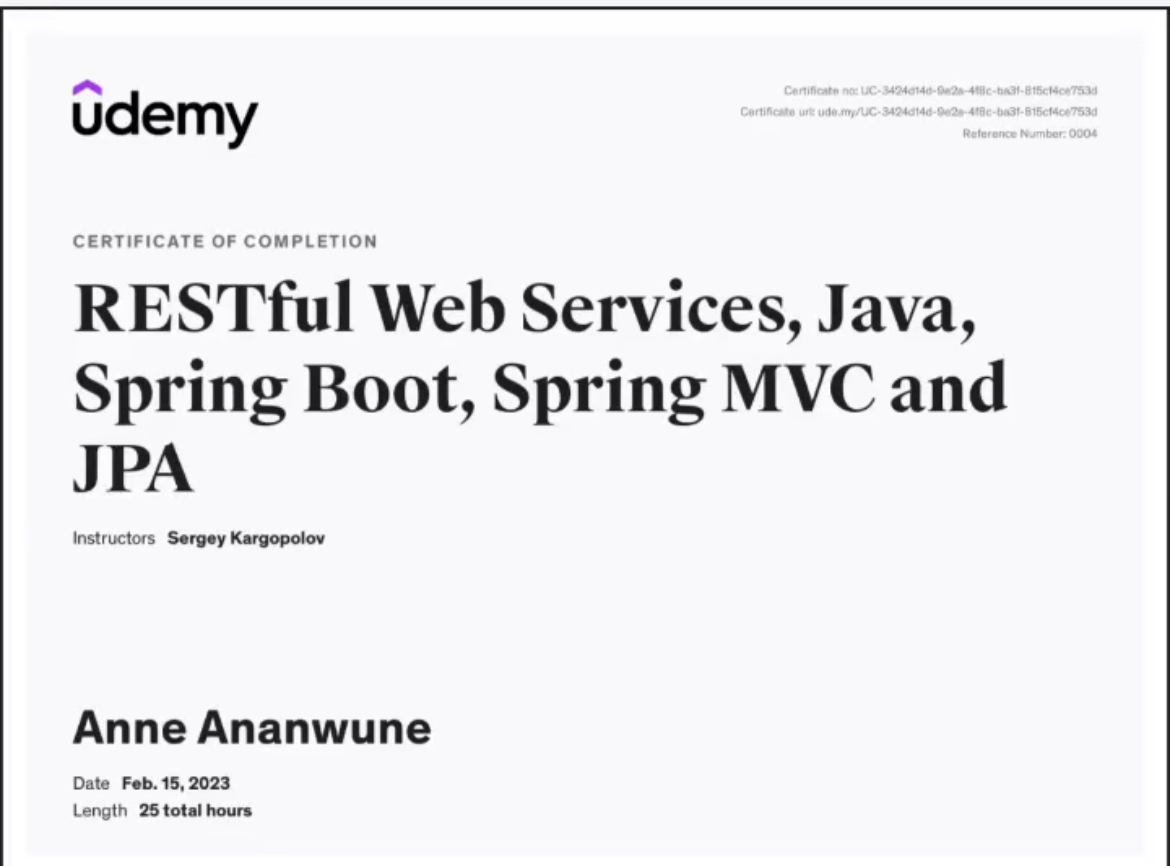 udemy
Certificate no: UC-3424d14d-9e2a-4f8c-ba3f-815cf4ce753d
Certificate url: ude.my/UC-3424d14d-9e2a-4f8c-ba3f-815cf4ce753d
Reference Number: 0004
CERTIFICATE OF COMPLETION
RESTful Web Services, Java,
Spring Boot, Spring MVC and
JPA
Instructors Sergey Kargopolov
Anne Ananwune
Date Feb. 15, 2023
Length 25 total hours